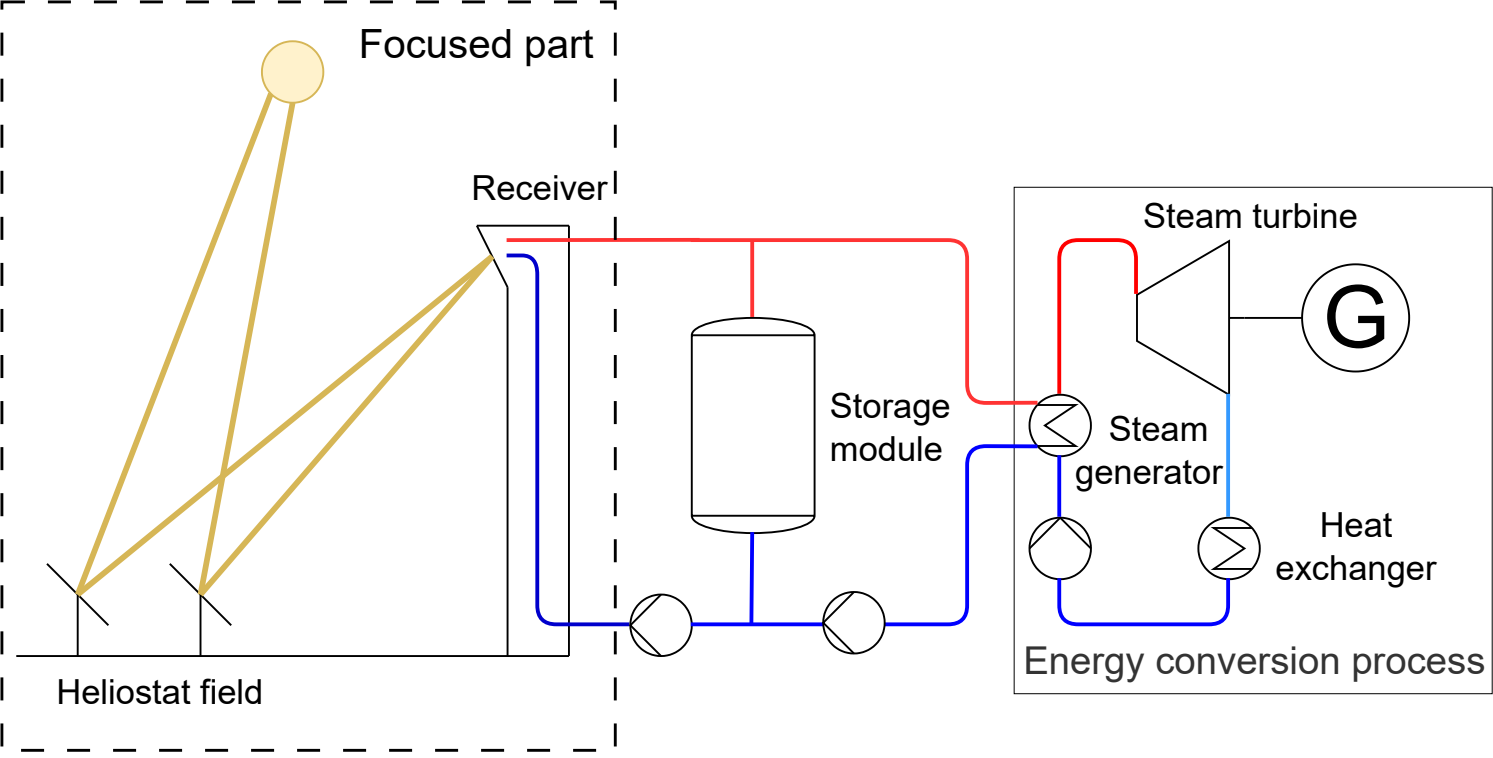 Focused part
Receiver
Steam turbine
G
Storage
module
Steam
generator
Heat
exchanger
Energy conversion process
Heliostat field